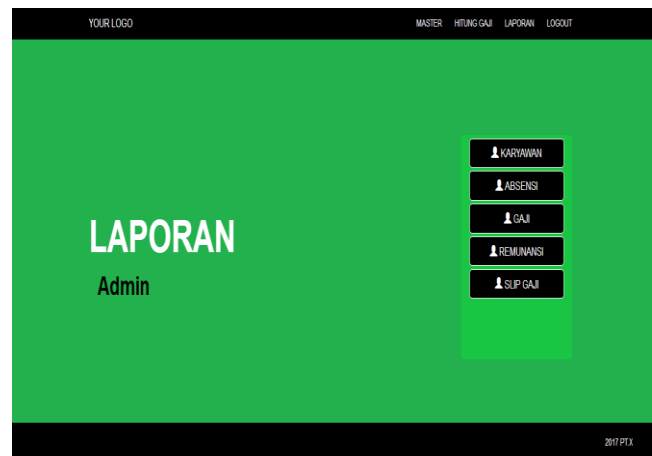 YOUR LOGO
MASTER HITUNG GAJI LAPORAN LOGOUT
KARYAWAN
ABSENSI
GAJI
REMUNANSI
SLIP GAJI
LAPORAN
Admin
2017 PT.X